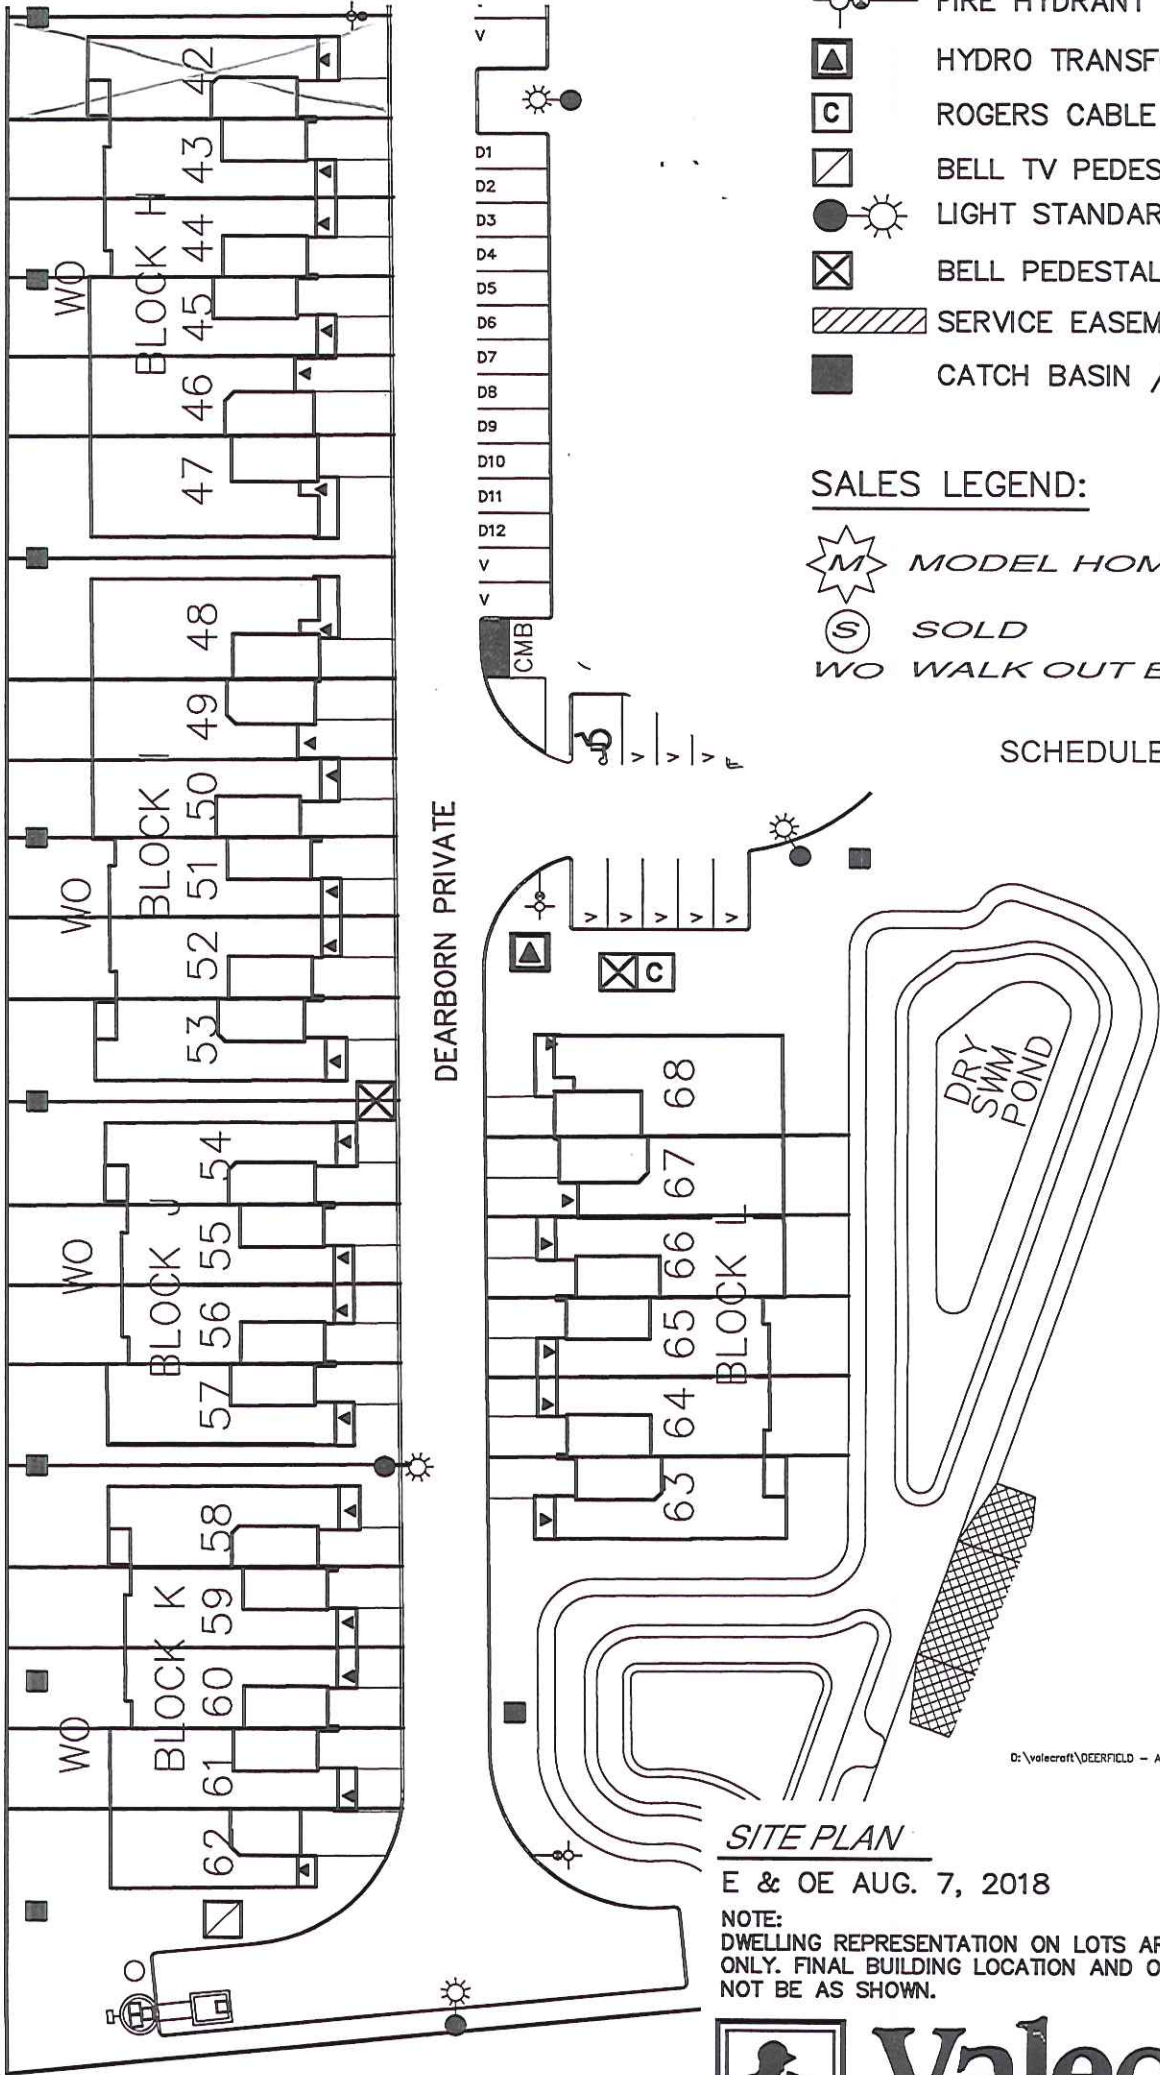 FIRE HYDRANT
HYDRO TRANSF
C ROGERS CABLE
BELL TV PEDES
LIGHT STANDAR
BELL PEDESTAL
SERVICE EASEM
CATCH BASIN /
SALES LEGEND:
M MODEL HOM
S SOLD
WO WALK OUT
SCHEDULE
42
43
44
45
46
47
BLOCK H
WO
48
49
50
51
52
53
BLOCK I
WO
54
55
56
57
BLOCK J
WO
58
59
60
61
62
BLOCK K
WO
DEARBORN PRIVATE
V
D1
D2
D3
D4
D5
D6
D7
D8
D9
D10
D11
D12
V
V
CMB
V
V
V
V
V
V
V
V
C
68
67
66
65
64
63
BLOCK L
DRY
SWM
POND
D:\valecraft\DEERFIELD - A
SITE PLAN
E & OE AUG. 7, 2018
NOTE:
DWELLING REPRESENTATION ON LOTS AR
ONLY. FINAL BUILDING LOCATION AND O
NOT BE AS SHOWN.
Valec